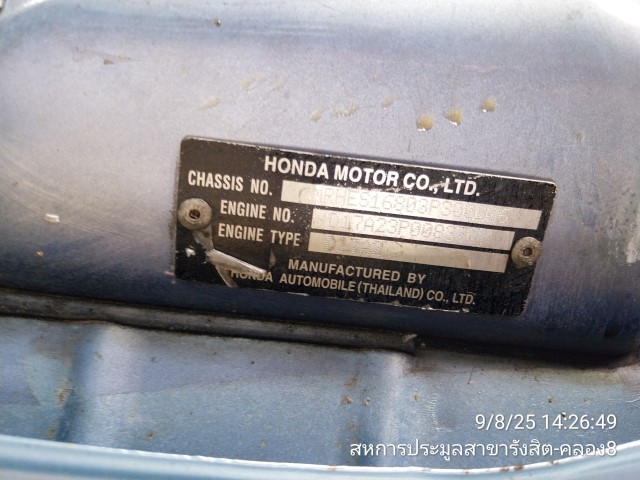 HONDA MOTOR CO., LTD.
CHASSIS NO.
ENGINE NO.
ENGINE TYPE
MANUFACTURED BY
HONDA AUTOMOBILE (THAILAND) CO., LTD.
9/8/25 14:26:49
สหการประมูลสาขารังสิต-คลอง8